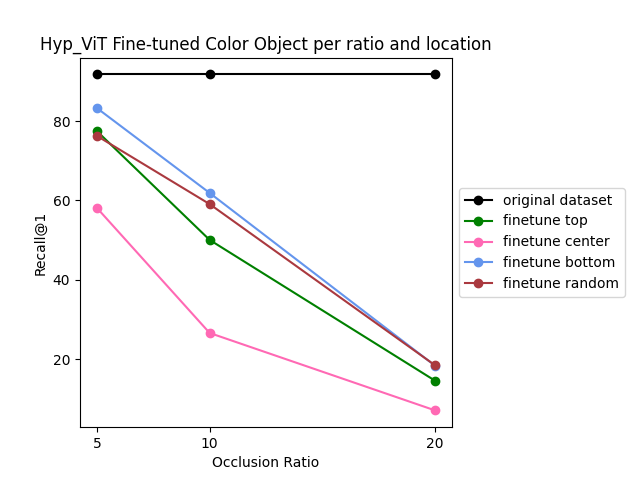 Hyp_ViT Fine-tuned Color Object per ratio and location
80
60
40
20
Recall@1
5
10
20
Occlusion Ratio
original dataset
finetune top
finetune center
finetune bottom
finetune random